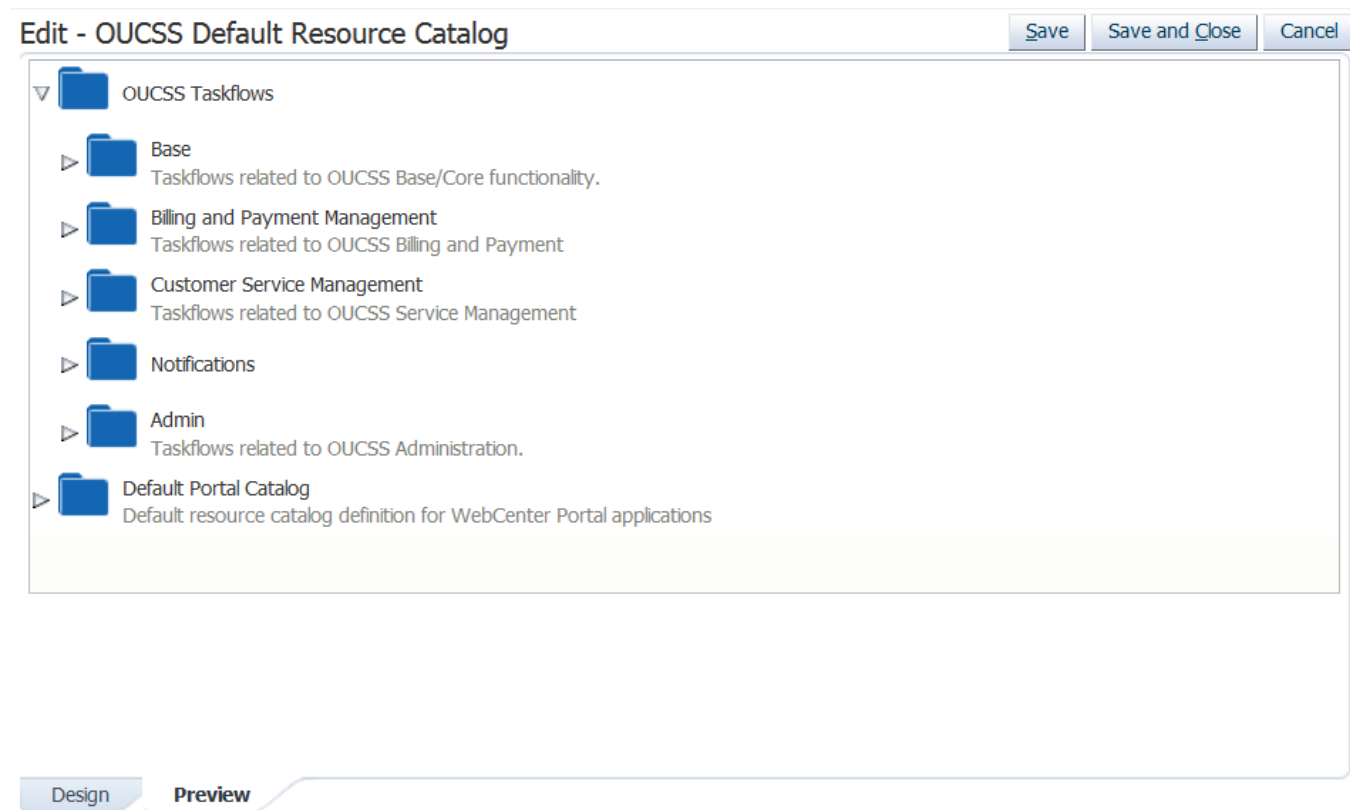 Edit - OUCSS Default Resource Catalog
Save
Save and Close
Cancel
OUCSS Taskflows
Base
Taskflows related to OUCSS Base/Core functionality.
Billing and Payment Management
Taskflows related to OUCSS Billing and Payment
Customer Service Management
Taskflows related to OUCSS Service Management
Notifications
Admin
Taskflows related to OUCSS Administration.
Default Portal Catalog
Default resource catalog definition for WebCenter Portal applications
Design
Preview